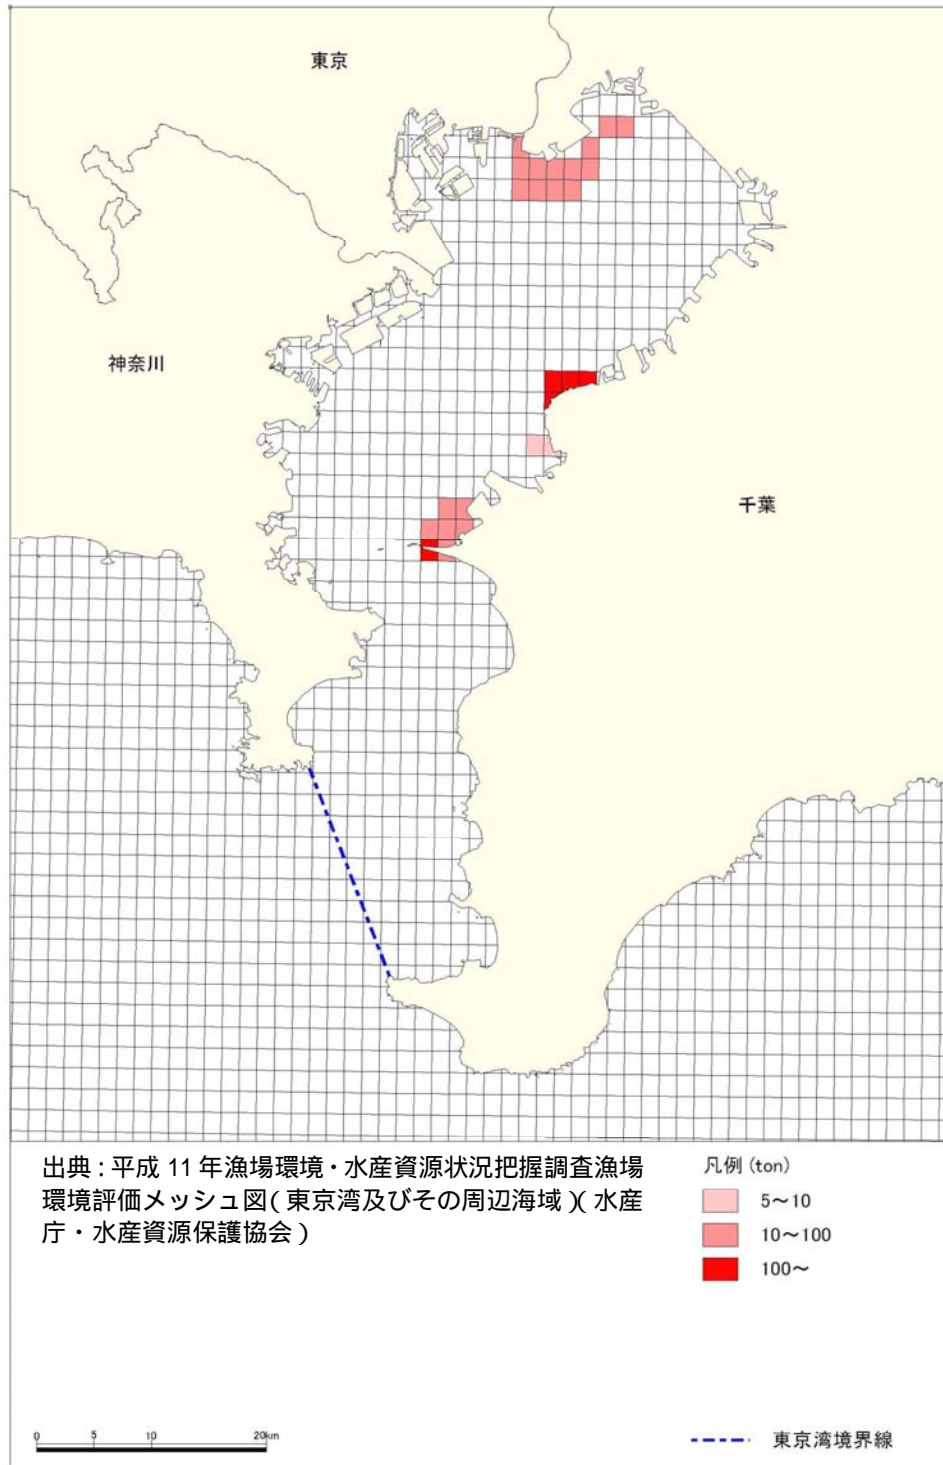 東京
神奈川
千葉
出典：平成 11 年漁場環境・水産資源状況把握調査漁場
環境評価メッシュ図（東京湾及びその周辺海域）（水産
庁・水産資源保護協会）
凡例 (ton)
5～10
10～100
100～
0 5 10 20km
東京湾境界線